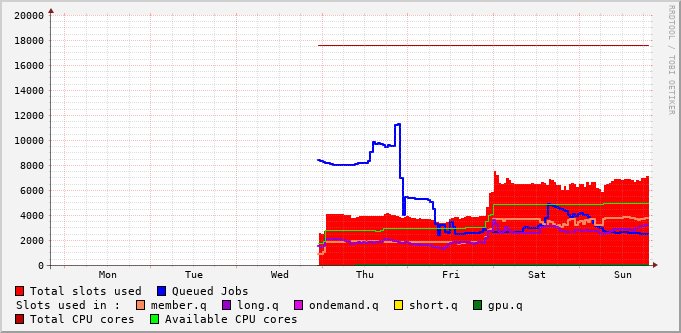 20000
18000
16000
14000
12000
10000
8000
6000
4000
2000
0
Mon Tue Wed Thu Fri Sat Sun
Total slots used Queued Jobs
Slots used in : member.q long.q ondemand.q short.q gpu.q
Total CPU cores Available CPU cores
RRDTOOL / TOBI OETIKER